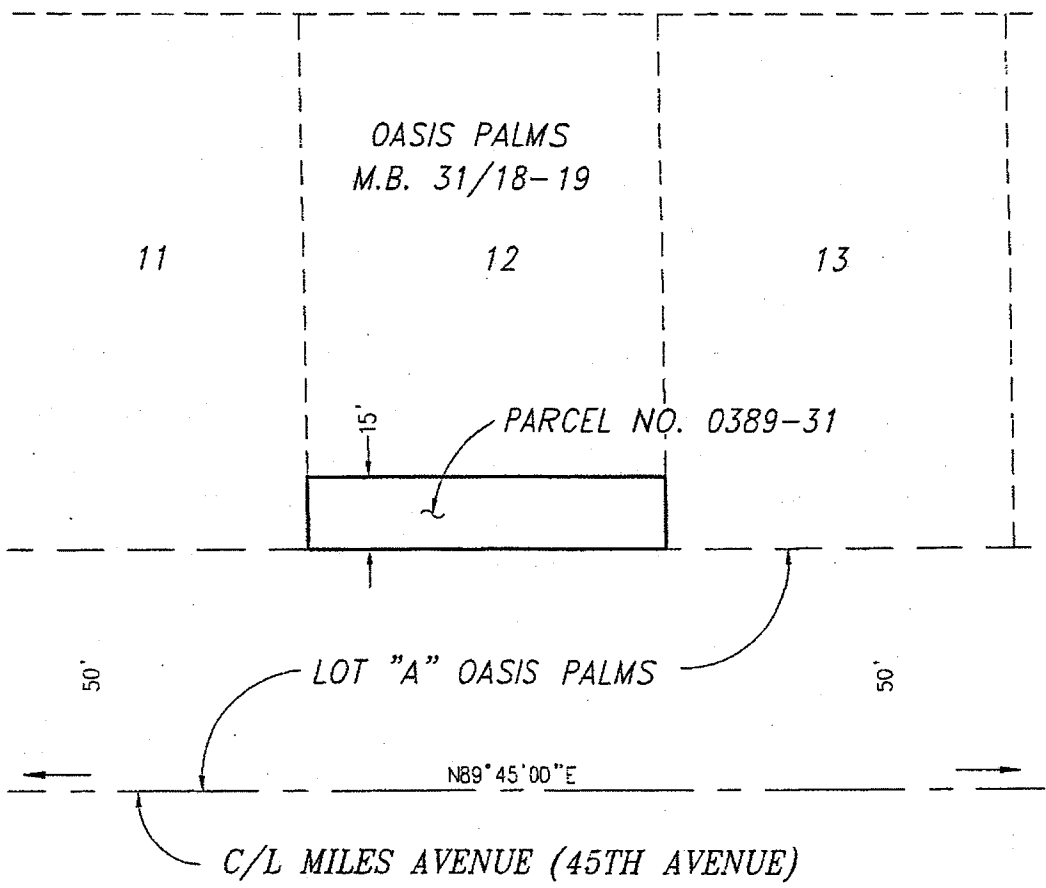 OASIS PALMS
M.B. 31/18-19
11
12
13
15'
PARCEL NO. 0389-31
50'
LOT "A" OASIS PALMS
50'
N89°45'00"E
C/L MILES AVENUE (45TH AVENUE)